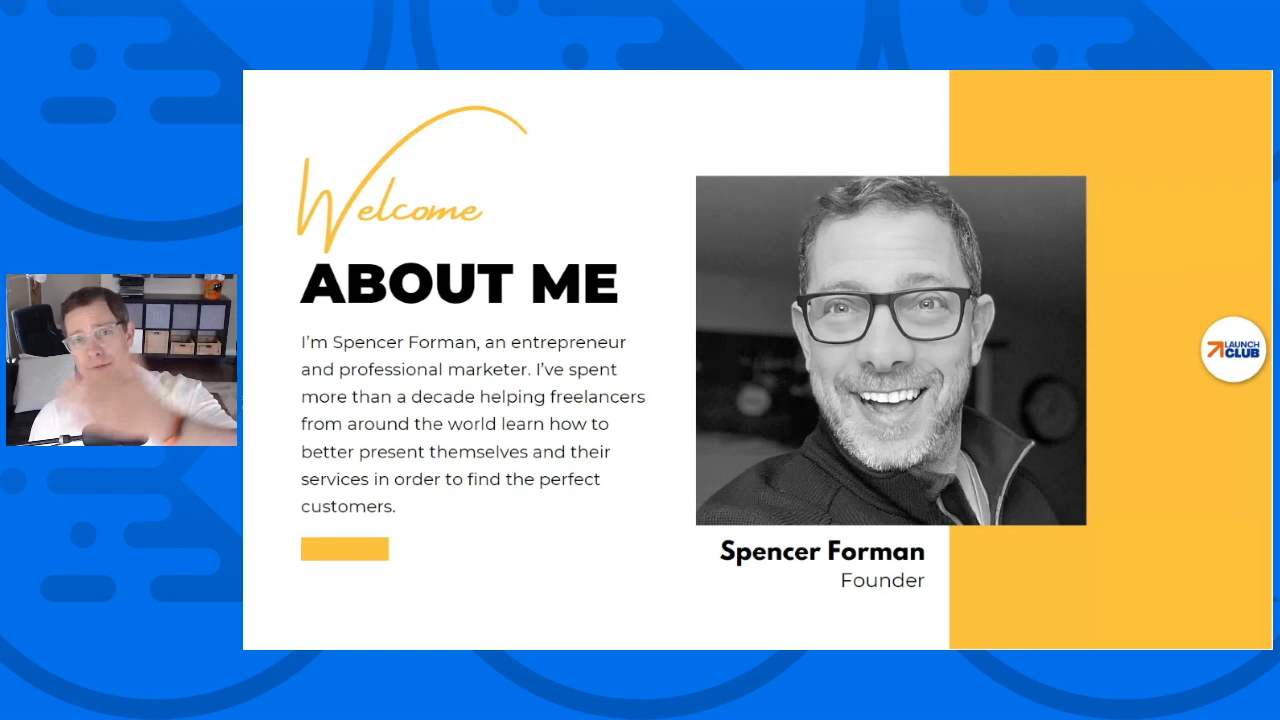 Welcome
ABOUT ME
I’m Spencer Forman, an entrepreneur
and professional marketer. I’ve spent
more than a decade helping freelancers
from around the world learn how to
better present themselves and their
services in order to find the perfect
customers.
Spencer Forman
Founder
LAUNCH
CLUB